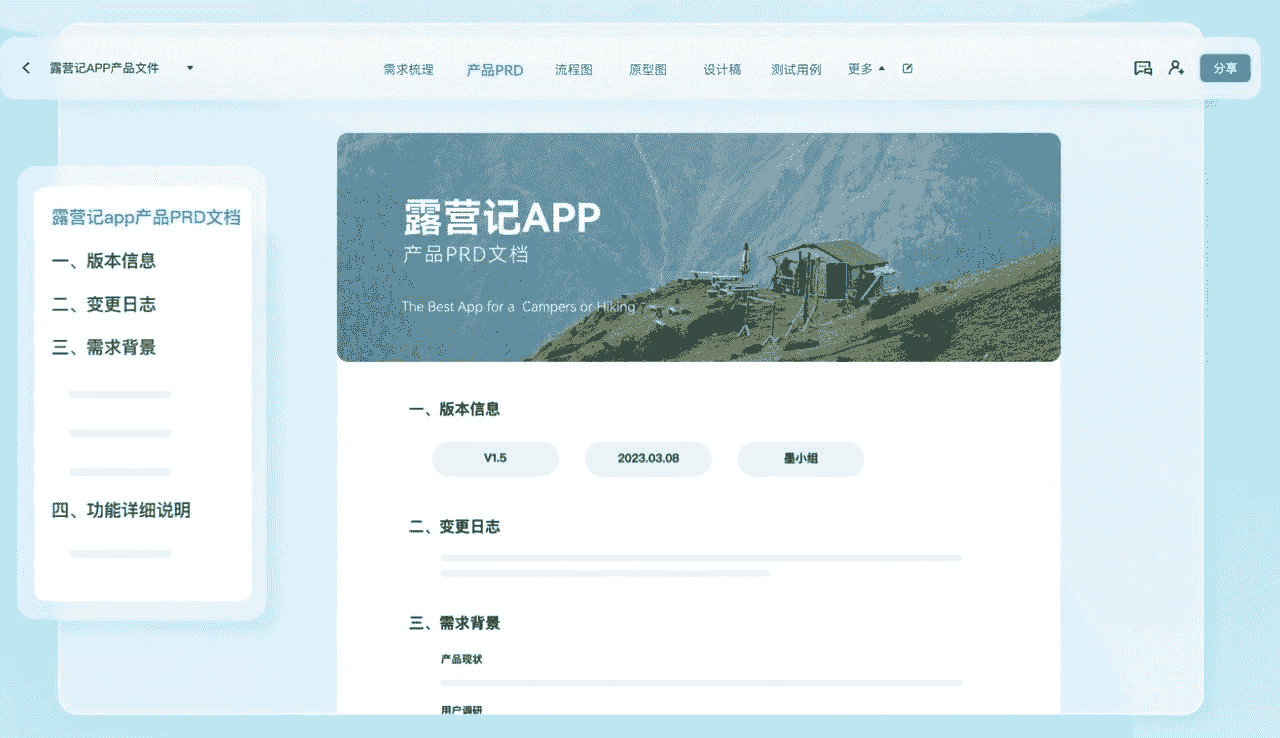 露营记APP产品文件
需求梳理 产品PRD 流程图 原型图 设计稿 测试用例 更多
分享
露营记app产品PRD文档
一、版本信息
二、变更日志
三、需求背景
四、功能详细说明
露营记APP
产品PRD文档
The Best App for a Campers or Hiking
一、版本信息
V1.5 2023.03.08 墨小组
二、变更日志
三、需求背景
产品现状
用户调研